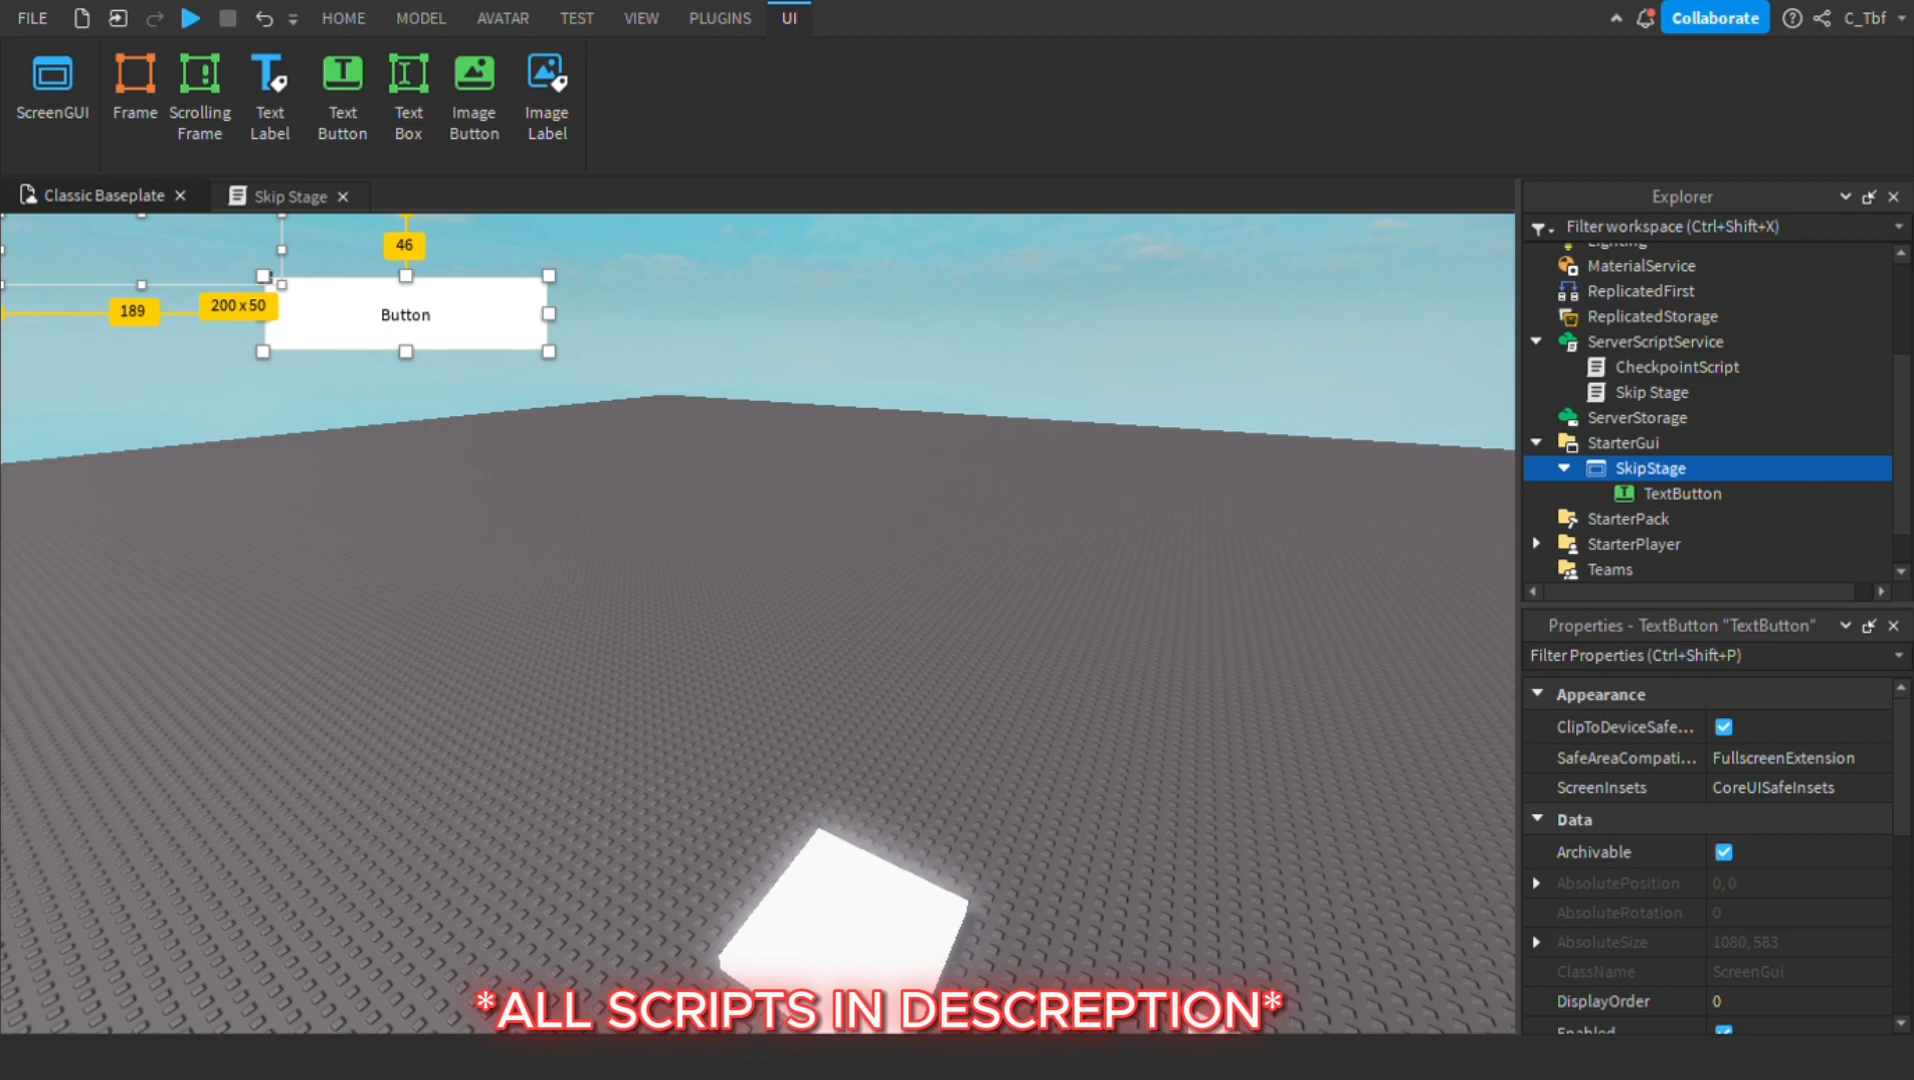 FILE HOME MODEL AVATAR TEST VIEW PLUGINS UI Collaborate C_Tbf
ScreenGUI Frame Scrolling Frame Text Label Text Button Text Box Image Button Image Label
Classic Baseplate Skip Stage
46
189 200 x 50
Button
Explorer
Filter workspace (Ctrl+Shift+X)
Lighting
MaterialService
ReplicatedFirst
ReplicatedStorage
ServerScriptService
CheckpointScript
Skip Stage
ServerStorage
StarterGui
SkipStage
TextButton
StarterPack
StarterPlayer
Teams
Properties - TextButton "TextButton"
Filter Properties (Ctrl+Shift+P)
Appearance
ClipToDeviceSafe...
SafeAreaCompati... FullscreenExtension
ScreenInsets CoreUISafeInsets
Data
Archivable
AbsolutePosition 0, 0
AbsoluteRotation 0
AbsoluteSize 1080, 583
ClassName ScreenGui
DisplayOrder 0
Enabled
*ALL SCRIPTS IN DESCREPTION*